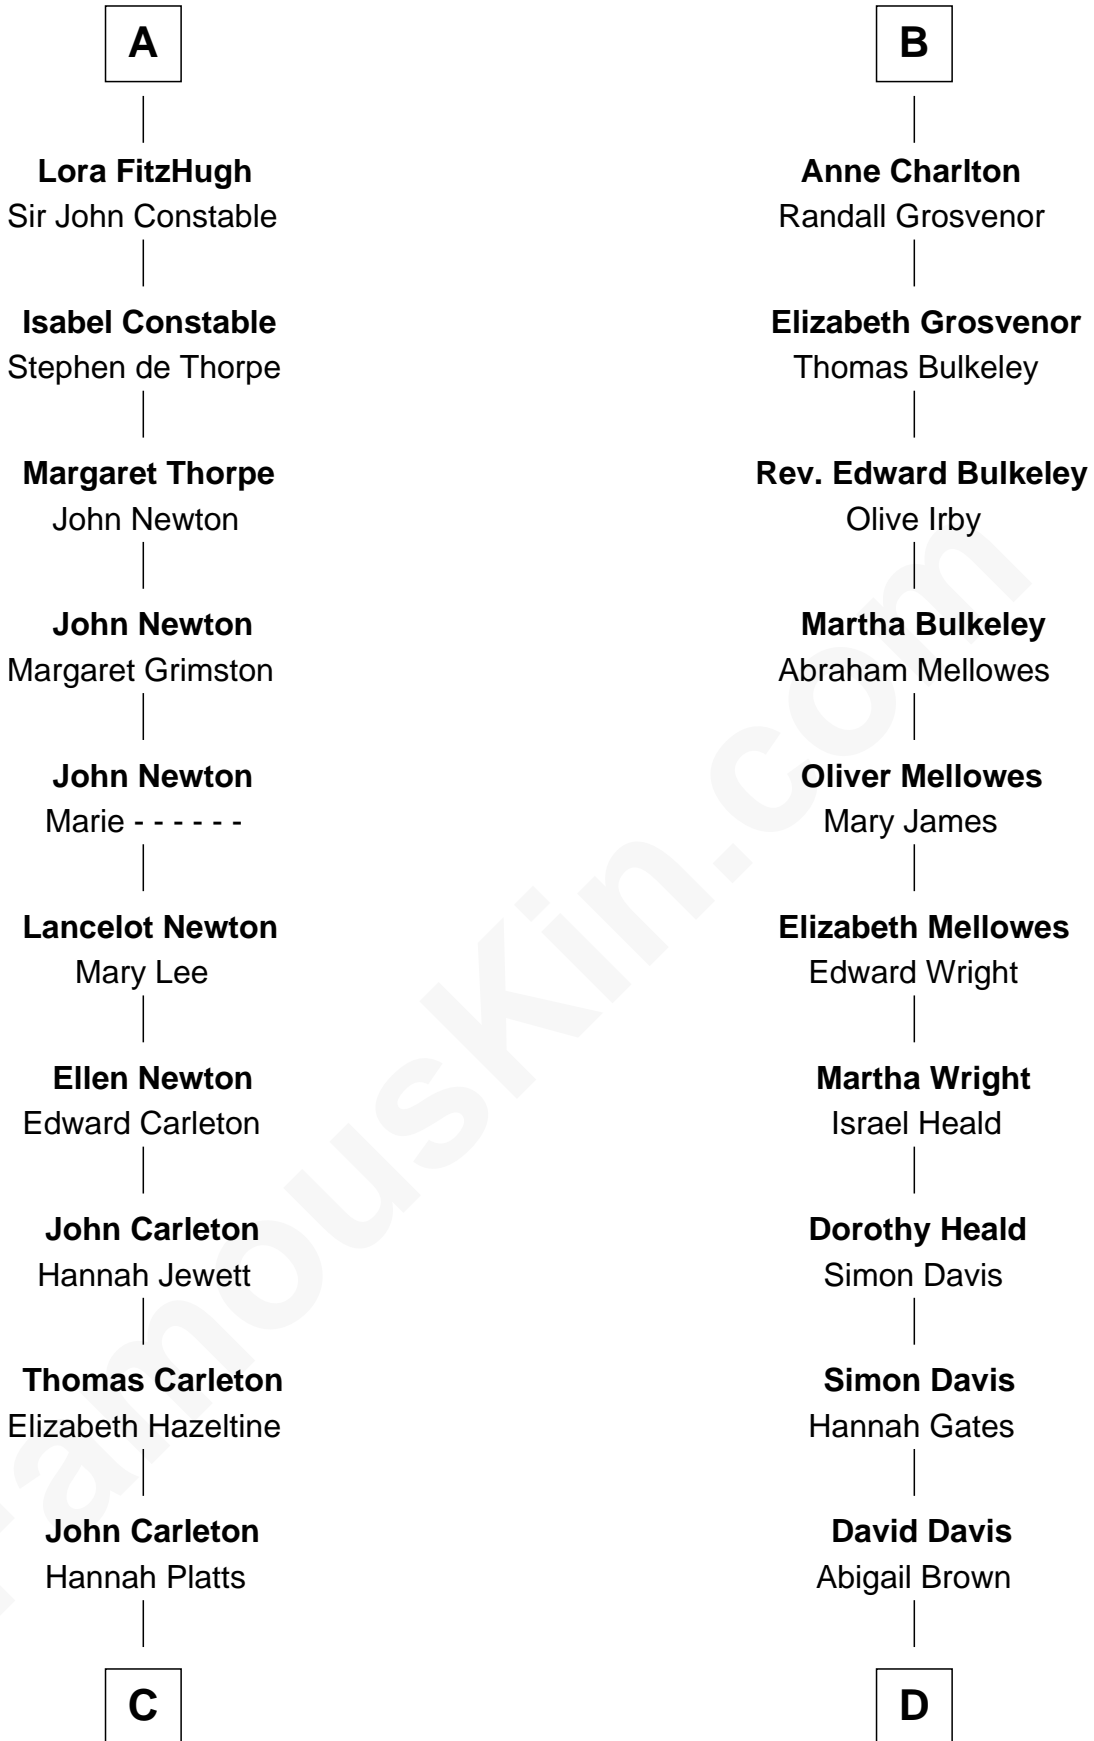 A
Lora FitzHugh
Sir John Constable
Isabel Constable
Stephen de Thorpe
Margaret Thorpe
John Newton
John Newton
Margaret Grimston
John Newton
Marie - - - - - -
Lancelot Newton
Mary Lee
Ellen Newton
Edward Carleton
John Carleton
Hannah Jewett
Thomas Carleton
Elizabeth Hazeltine
John Carleton
Hannah Platts
C
B
Anne Charlton
Randall Grosvenor
Elizabeth Grosvenor
Thomas Bulkeley
Rev. Edward Bulkeley
Olive Irby
Martha Bulkeley
Abraham Mellowes
Oliver Mellowes
Mary James
Elizabeth Mellowes
Edward Wright
Martha Wright
Israel Heald
Dorothy Heald
Simon Davis
Simon Davis
Hannah Gates
David Davis
Abigail Brown
D
FamousKin.com